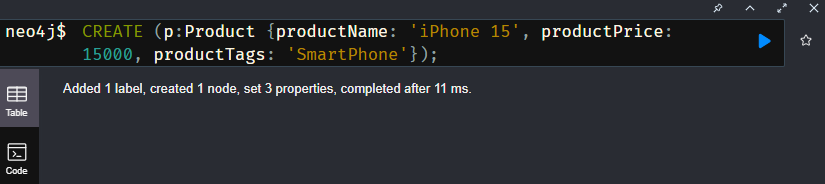 neo4j$ CREATE (p:Product {productName: 'iPhone 15', productPrice:
15000, productTags: 'SmartPhone'});
Added 1 label, created 1 node, set 3 properties, completed after 11 ms.
Table
Code